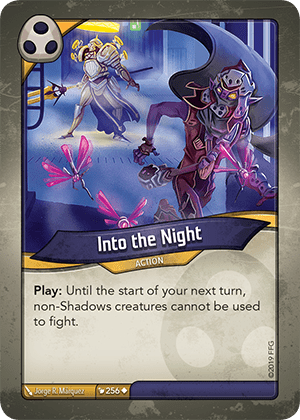 Into the Night
ACTION
Play: Until the start of your next turn,
non-Shadows creatures cannot be used
to fight.
©2019 FFG
Jorge R. Marquez
256